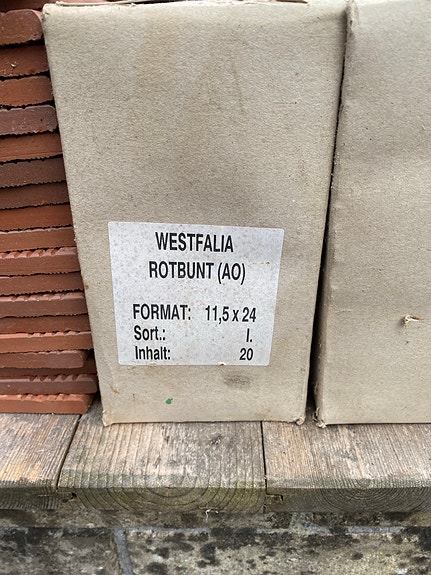 WESTFALIA
ROTBUNT (AO)
FORMAT: 11,5 x 24
Sort.: I.
Inhalt: 20